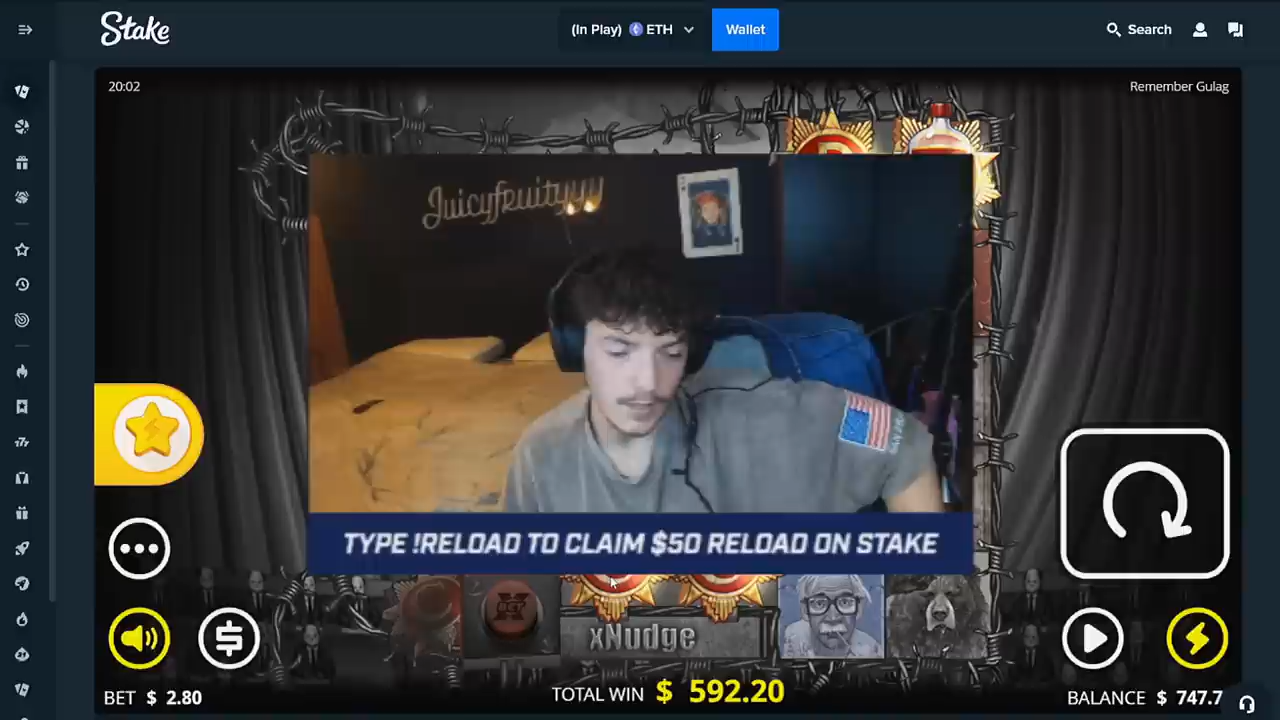 Stake
(In Play) ETH
Wallet
Search
20:02
Remember Gulag
Juicyfruityyy
TYPE !RELOAD TO CLAIM $50 RELOAD ON STAKE
X
BET
xNudge
BET $ 2.80
TOTAL WIN $ 592.20
BALANCE $ 747.7